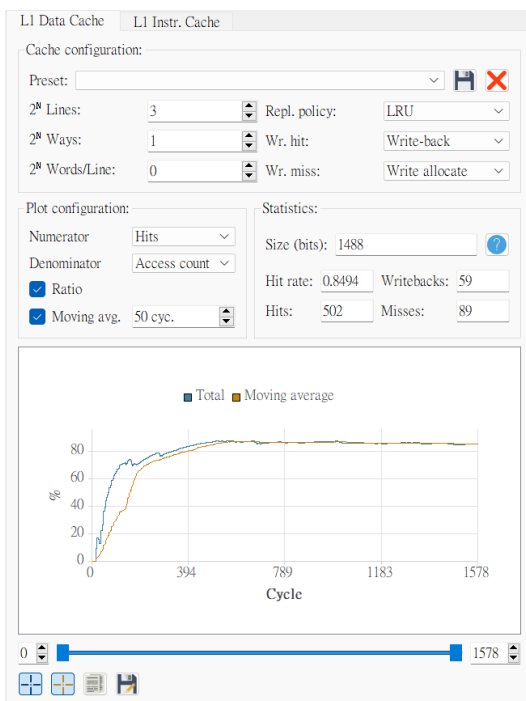 L1 Data Cache L1 Instr. Cache
Cache configuration:
Preset:
2ᴺ Lines: 3 Repl. policy: LRU
2ᴺ Ways: 1 Wr. hit: Write-back
2ᴺ Words/Line: 0 Wr. miss: Write allocate
Plot configuration:
Numerator Hits
Denominator Access count
Ratio
Moving avg. 50 cyc.
Statistics:
Size (bits): 1488 ?
Hit rate: 0.8494 Writebacks: 59
Hits: 502 Misses: 89
Total Moving average
80
60
%
40
20
0
0 394 789 1183 1578
Cycle
0 1578